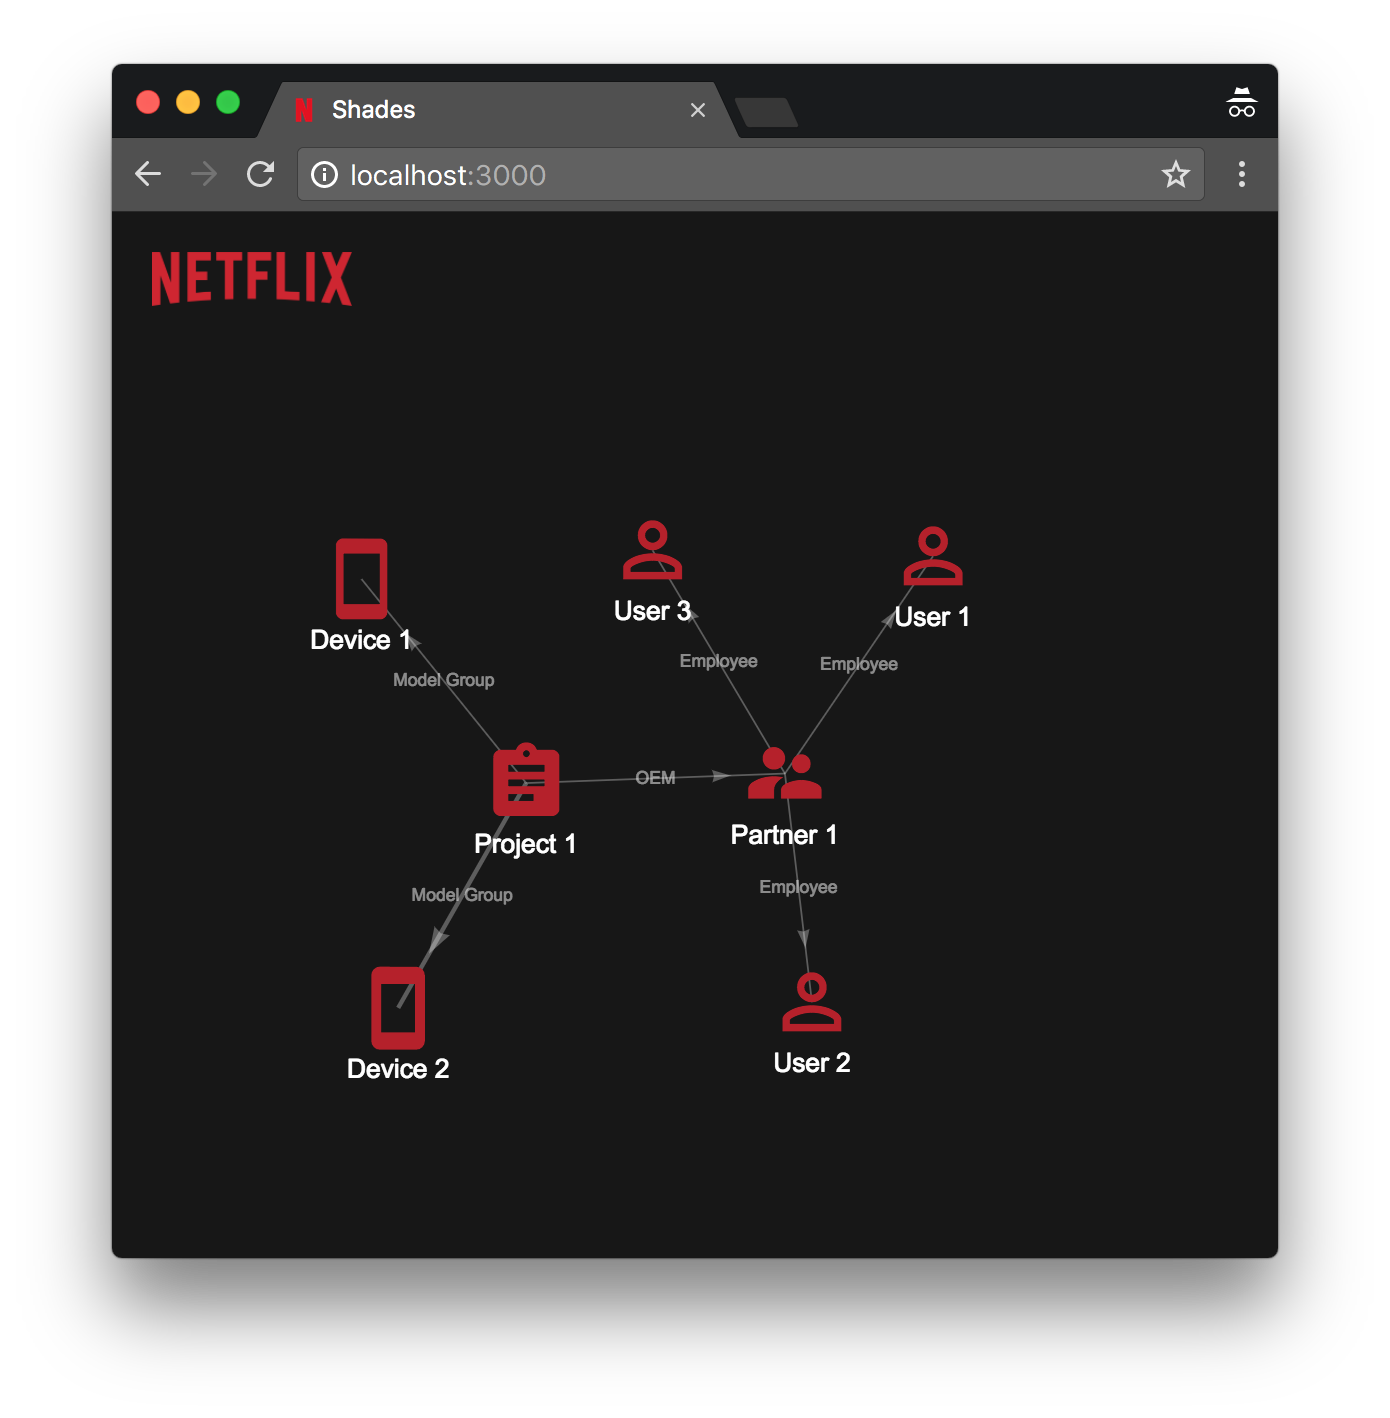 Shades
localhost:3000
NETFLIX
User 3
User 1
Device 1
Employee
Employee
Model Group
OEM
Partner 1
Project 1
Employee
Model Group
User 2
Device 2